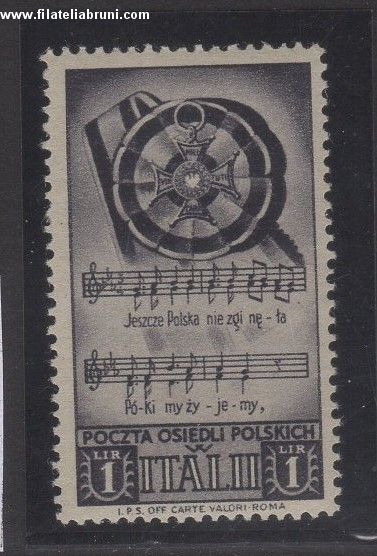 www.filateliabruni.com
Jeszcze Polska nie zgi nę - ła
Pó-ki my ży - je - my,
POCZTA OSIEDLI POLSKICH
LIR W LIR
1 ITALII 1
I.P.S. OFF CARTE VALORI - ROMA